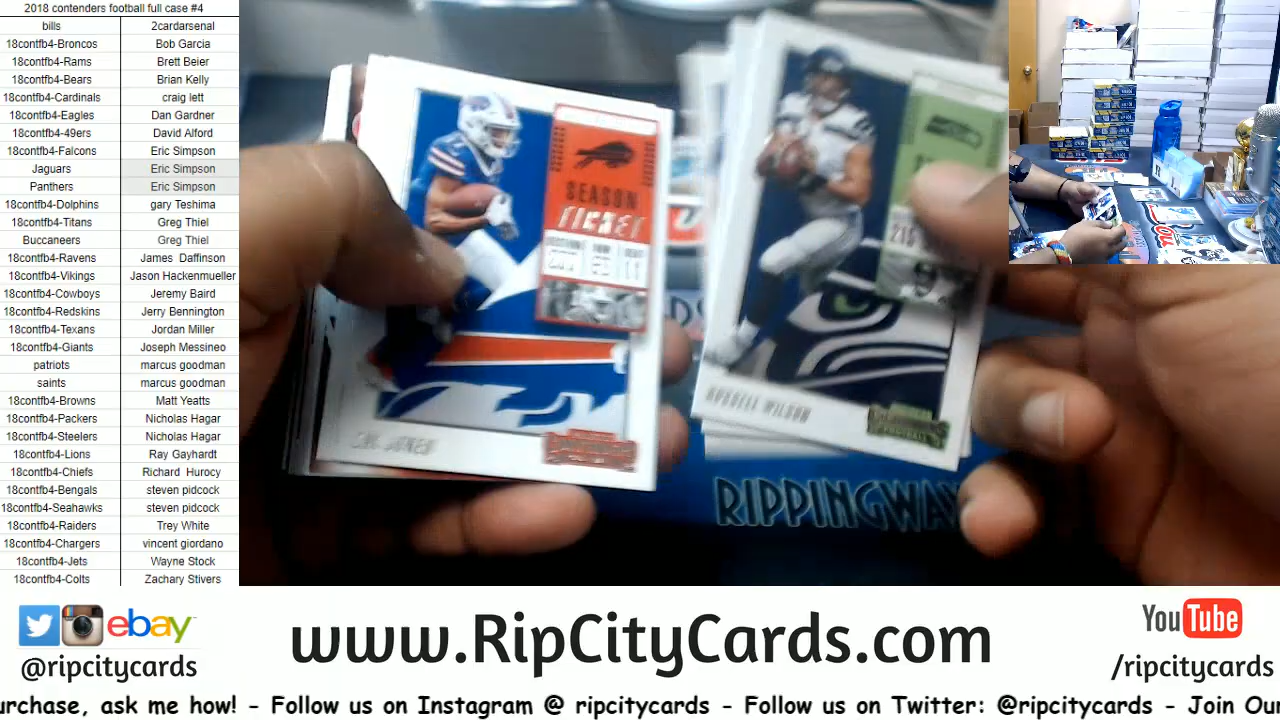 2018 contenders football full case #4
bills 2cardarsenal
18contfb4-Broncos Bob Garcia
18contfb4-Rams Brett Beier
18contfb4-Bears Brian Kelly
18contfb4-Cardinals craig lett
18contfb4-Eagles Dan Gardner
18contfb4-49ers David Alford
18contfb4-Falcons Eric Simpson
Jaguars Eric Simpson
Panthers Eric Simpson
18contfb4-Dolphins gary Teshima
18contfb4-Titans Greg Thiel
Buccaneers Greg Thiel
18contfb4-Ravens James Daffinson
18contfb4-Vikings Jason Hackenmueller
18contfb4-Cowboys Jeremy Baird
18contfb4-Redskins Jerry Bennington
18contfb4-Texans Jordan Miller
18contfb4-Giants Joseph Messineo
patriots marcus goodman
saints marcus goodman
18contfb4-Browns Matt Yeatts
18contfb4-Packers Nicholas Hagar
18contfb4-Steelers Nicholas Hagar
18contfb4-Lions Ray Gayhardt
18contfb4-Chiefs Richard Hurocy
18contfb4-Bengals steven pidcock
18contfb4-Seahawks steven pidcock
18contfb4-Raiders Trey White
18contfb4-Chargers vincent giordano
18contfb4-Jets Wayne Stock
18contfb4-Colts Zachary Stivers
SEASON
TICKET
ZAY JONES
RUSSELL WILSON
RIPPINGWAX
ebay
@ripcitycards
www.RipCityCards.com
YouTube
/ripcitycards
urchase, ask me how! - Follow us on Instagram @ ripcitycards - Follow us on Twitter: @ripcitycards - Join Our